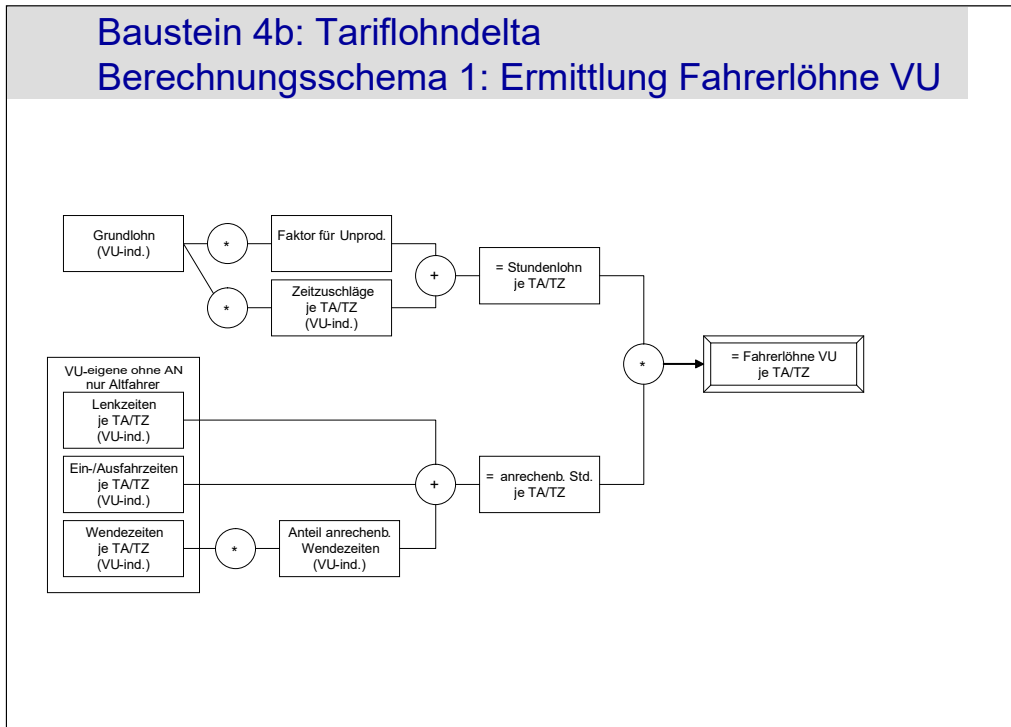 Baustein 4b: Tariflohndelta
Berechnungsschema 1: Ermittlung Fahrerlöhne VU
Grundlohn
(VU-ind.)
*
Faktor für Unprod.
*
Zeitzuschläge
je TA/TZ
(VU-ind.)
+
= Stundenlohn
je TA/TZ
*
= Fahrerlöhne VU
je TA/TZ
VU-eigene ohne AN
nur Altfahrer
Lenkzeiten
je TA/TZ
(VU-ind.)
Ein-/Ausfahrzeiten
je TA/TZ
(VU-ind.)
Wendezeiten
je TA/TZ
(VU-ind.)
*
Anteil anrechenb.
Wendezeiten
(VU-ind.)
+
= anrechenb. Std.
je TA/TZ